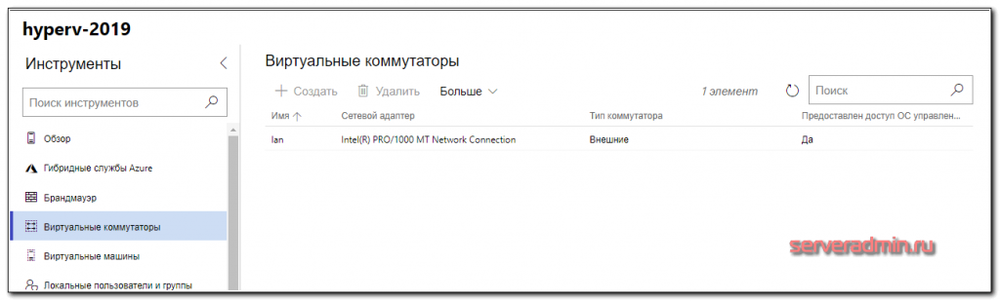 hyperv-2019
Инструменты
Поиск инструментов
Обзор
Гибридные службы Azure
Брандмауэр
Виртуальные коммутаторы
Виртуальные машины
Локальные пользователи и группы
Виртуальные коммутаторы
Создать Удалить Больше 1 элемент Поиск
Имя Сетевой адаптер Тип коммутатора Предоставлен доступ ОС управлен...
lan Intel(R) PRO/1000 MT Network Connection Внешние Да
serveradmin.ru